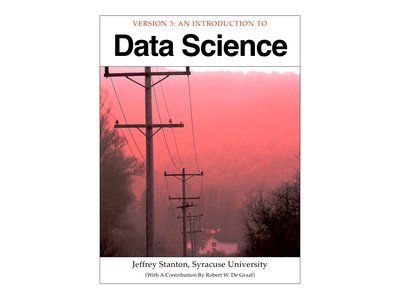 VERSION 3: AN INTRODUCTION TO
Data Science
Jeffrey Stanton, Syracuse University
(With A Contribution By Robert W. De Graaf)